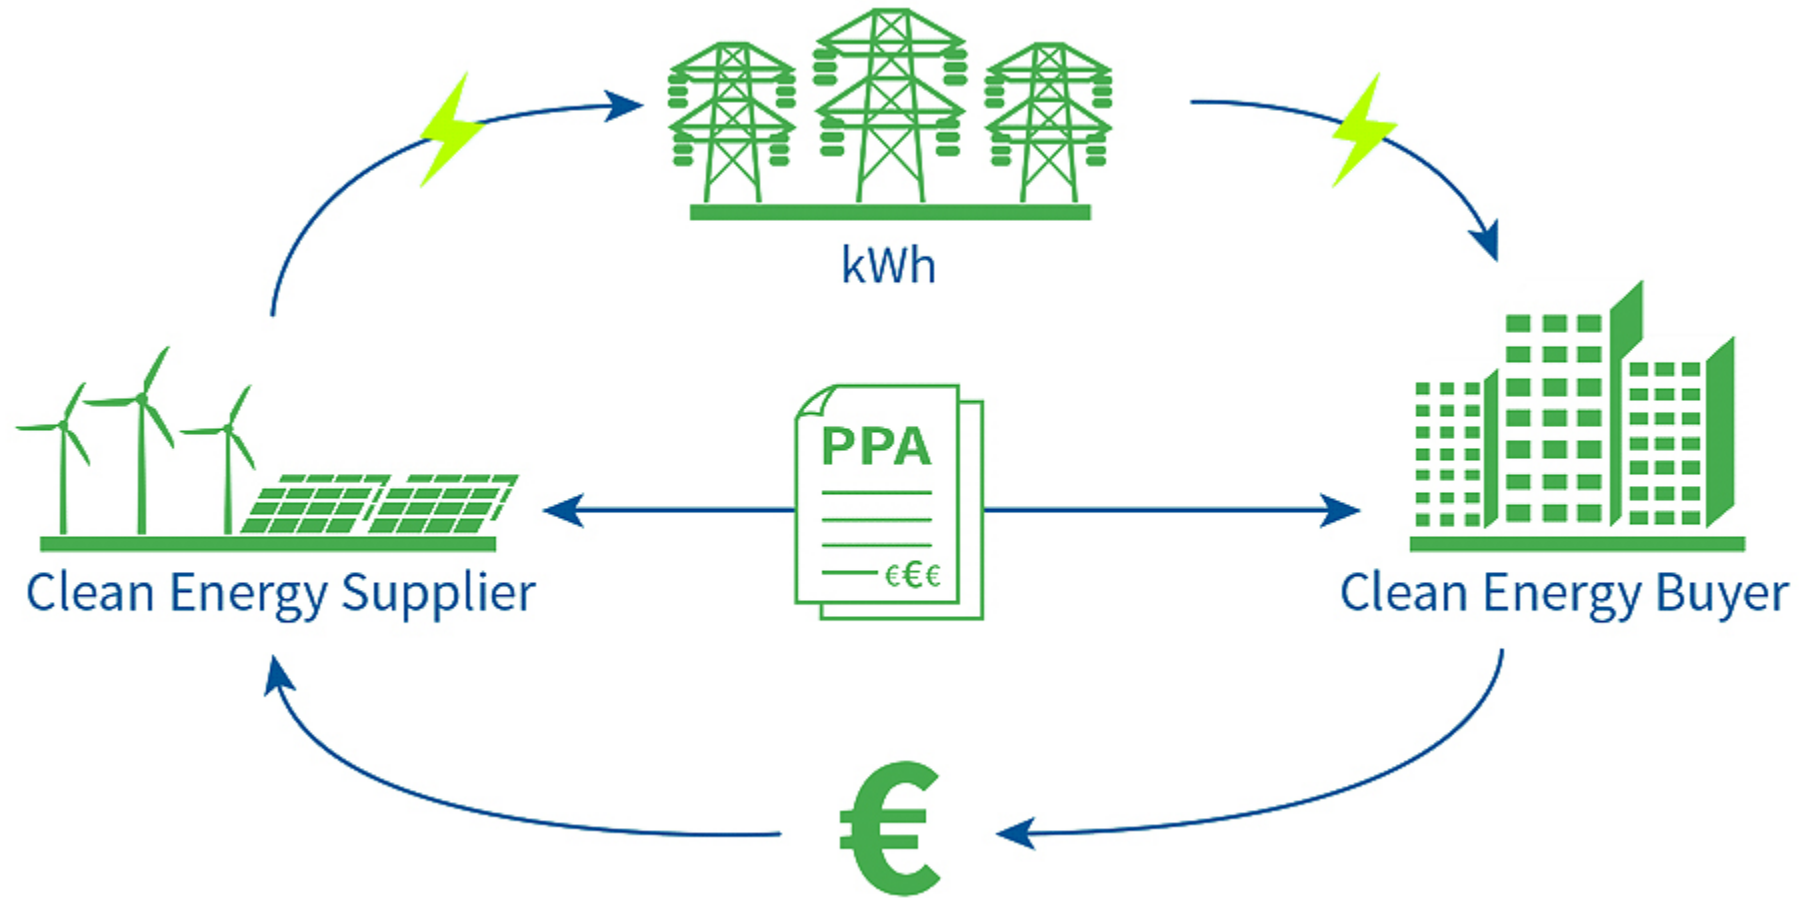 kWh
PPA
€€€
Clean Energy Supplier
Clean Energy Buyer
€